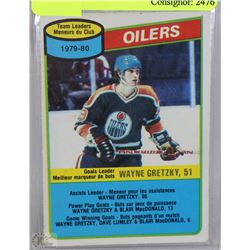 Consignor: 2476
Team Leaders
Meneurs du Club
1979-80
OILERS
Goals Leader
Meilleur marqueur de buts
WAYNE GRETZKY, 51
Assists Leader - Meneur pour les assistances
WAYNE GRETZKY, 86
Power Play Goals - Buts sur jeux de puissance
WAYNE GRETZKY & BLAIR MacDONALD, 13
Game Winning Goals - Buts gagnants d'un match
WAYNE GRETZKY, DAVE LUMLEY & BLAIR MacDONALD, 6